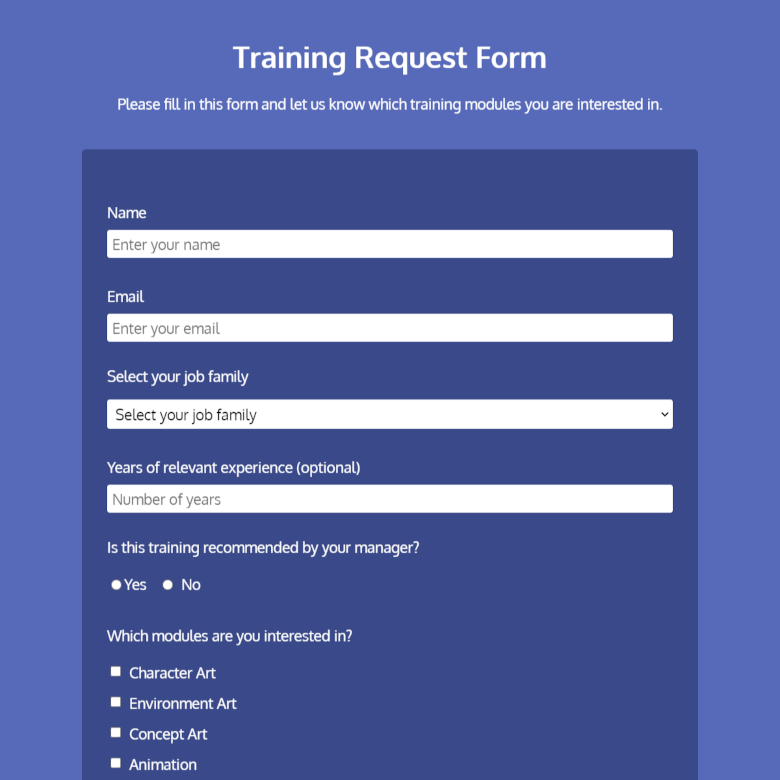 Training Request Form
Please fill in this form and let us know which training modules you are interested in.
Name
Enter your name
Email
Enter your email
Select your job family
Select your job family
Years of relevant experience (optional)
Number of years
Is this training recommended by your manager?
Yes No
Which modules are you interested in?
Character Art
Environment Art
Concept Art
Animation